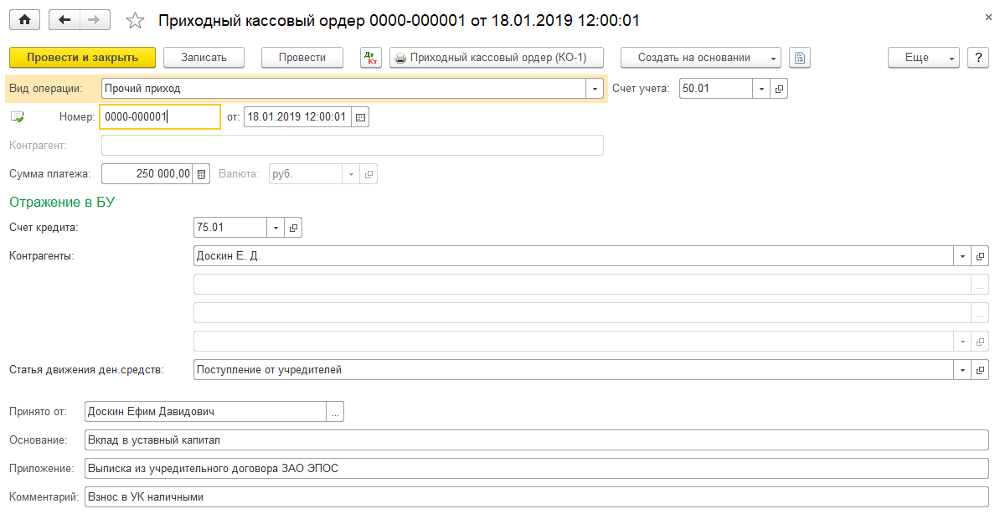 Приходный кассовый ордер 0000-000001 от 18.01.2019 12:00:01
Провести и закрыть Записать Провести Дт Кт Приходный кассовый ордер (КО-1) Создать на основании Еще ?
Вид операции: Прочий приход Счет учета: 50.01
Номер: 0000-000001 от: 18.01.2019 12:00:01
Контрагент:
Сумма платежа: 250 000,00 Валюта: руб.
Отражение в БУ
Счет кредита: 75.01
Контрагенты: Доскин Е. Д.
...
...
Статья движения ден.средств: Поступление от учредителей
Принято от: Доскин Ефим Давидович ...
Основание: Вклад в уставный капитал
Приложение: Выписка из учредительного договора ЗАО ЭПОС
Комментарий: Взнос в УК наличными